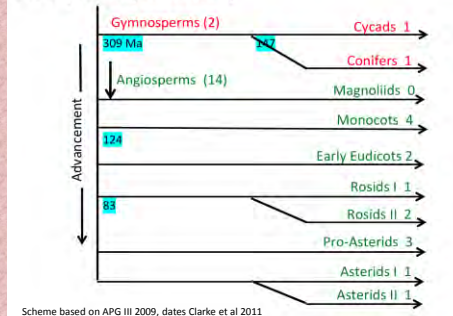 Gymnosperms (2)
Cycads 1
309 Ma
147
Conifers 1
Angiosperms (14)
Magnoliids 0
Monocots 4
124
Early Eudicots 2
Rosids I 1
83
Rosids II 2
Pro-Asterids 3
Asterids I 1
Asterids II 1
Advancement
Scheme based on APG III 2009, dates Clarke et al 2011